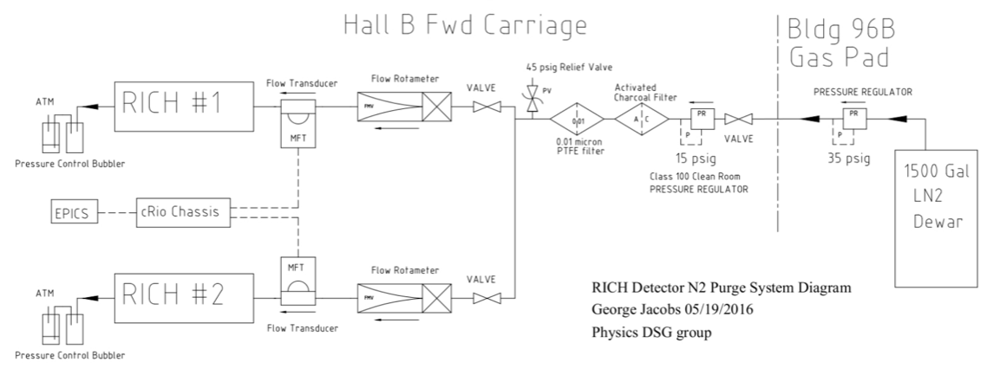 Hall B Fwd Carriage
Bldg 96B
Gas Pad
45 psig Relief Valve
PV
Flow Transducer
Flow Rotameter
VALVE
Activated
Charcoal Filter
PRESSURE REGULATOR
ATM
RICH #1
FMV
MFT
0.01
A C
PR
PR
P
P
0.01 micron
PTFE filter
VALVE
15 psig
35 psig
Class 100 Clean Room
PRESSURE REGULATOR
Pressure Control Bubbler
1500 Gal
LN2
Dewar
EPICS
cRio Chassis
MFT
Flow Rotameter
VALVE
ATM
RICH #2
FMV
Flow Transducer
Pressure Control Bubbler
RICH Detector N2 Purge System Diagram
George Jacobs 05/19/2016
Physics DSG group